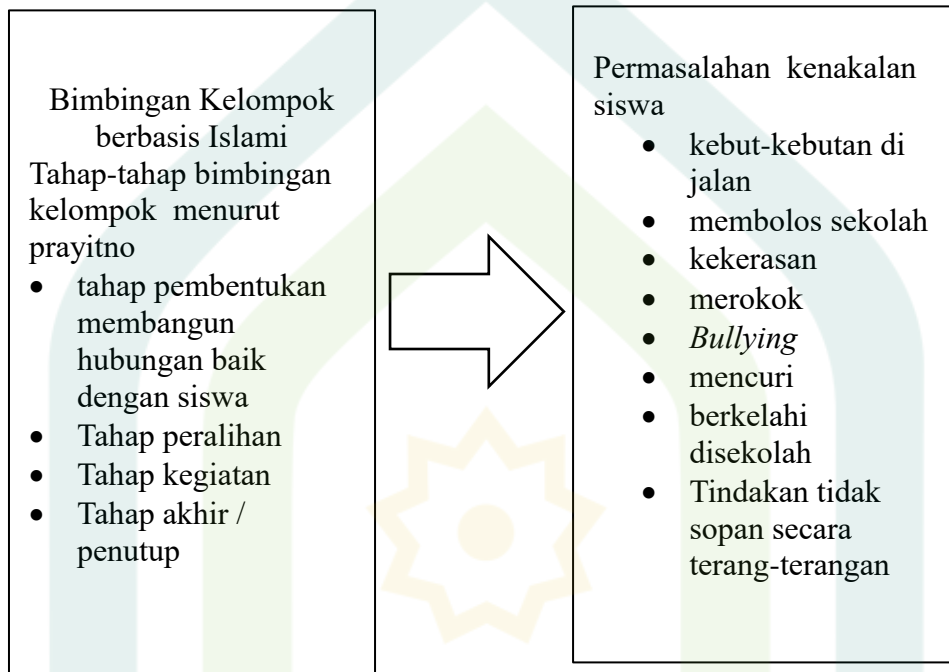 Bimbingan Kelompok
berbasis Islami
Tahap-tahap bimbingan
kelompok menurut
prayitno
• tahap pembentukan
membangun
hubungan baik
dengan siswa
• Tahap peralihan
• Tahap kegiatan
• Tahap akhir /
penutup
Permasalahan kenakalan
siswa
• kebut-kebutan di
jalan
• membolos sekolah
• kekerasan
• merokok
• Bullying
• mencuri
• berkelahi
disekolah
• Tindakan tidak
sopan secara
terang-terangan